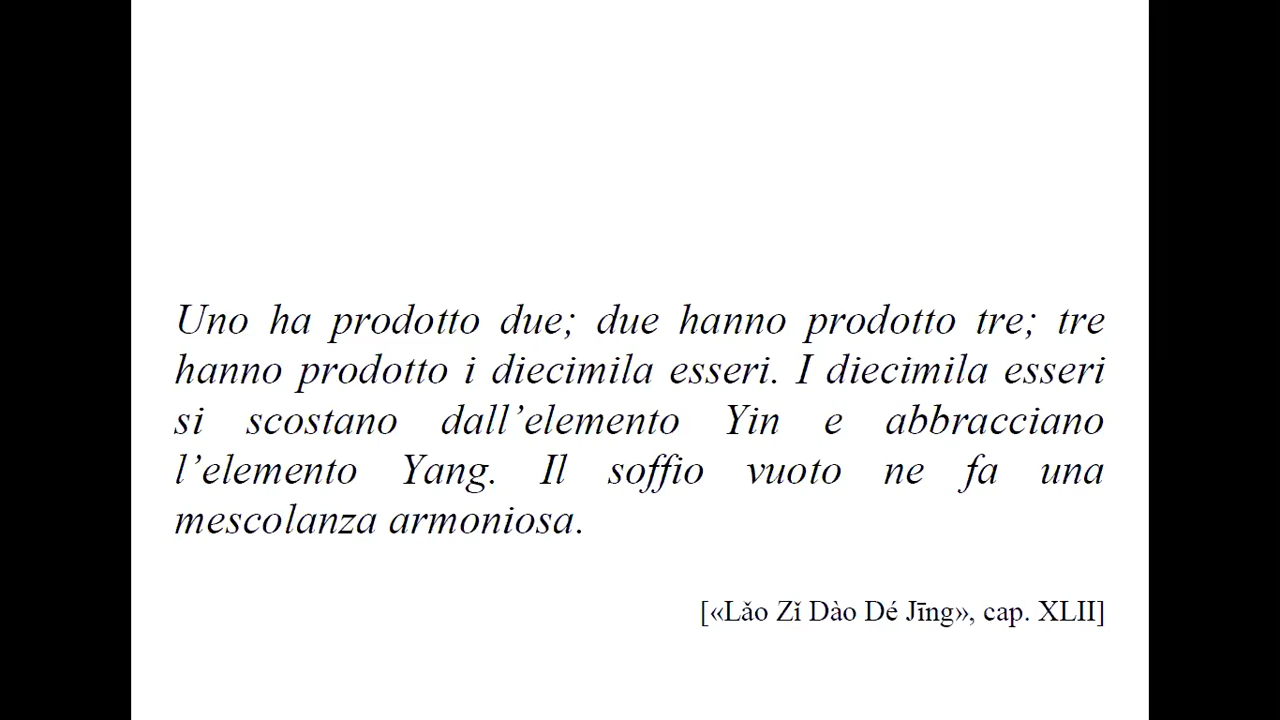 Uno ha prodotto due; due hanno prodotto tre; tre
hanno prodotto i diecimila esseri. I diecimila esseri
si scostano dall’elemento Yin e abbracciano
l’elemento Yang. Il soffio vuoto ne fa una
mescolanza armoniosa.
[«Lǎo Zǐ Dào Dé Jīng», cap. XLII]